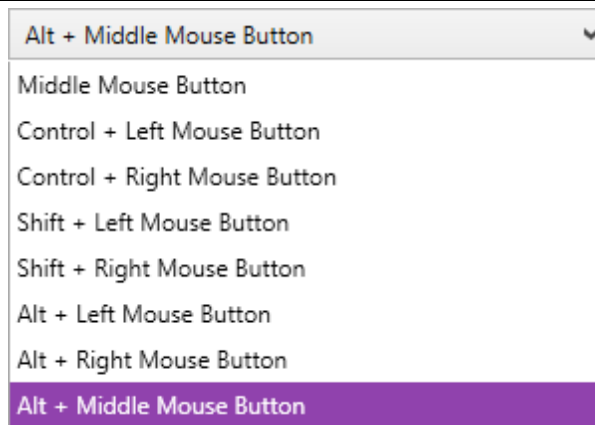 Alt + Middle Mouse Button
Middle Mouse Button
Control + Left Mouse Button
Control + Right Mouse Button
Shift + Left Mouse Button
Shift + Right Mouse Button
Alt + Left Mouse Button
Alt + Right Mouse Button
Alt + Middle Mouse Button